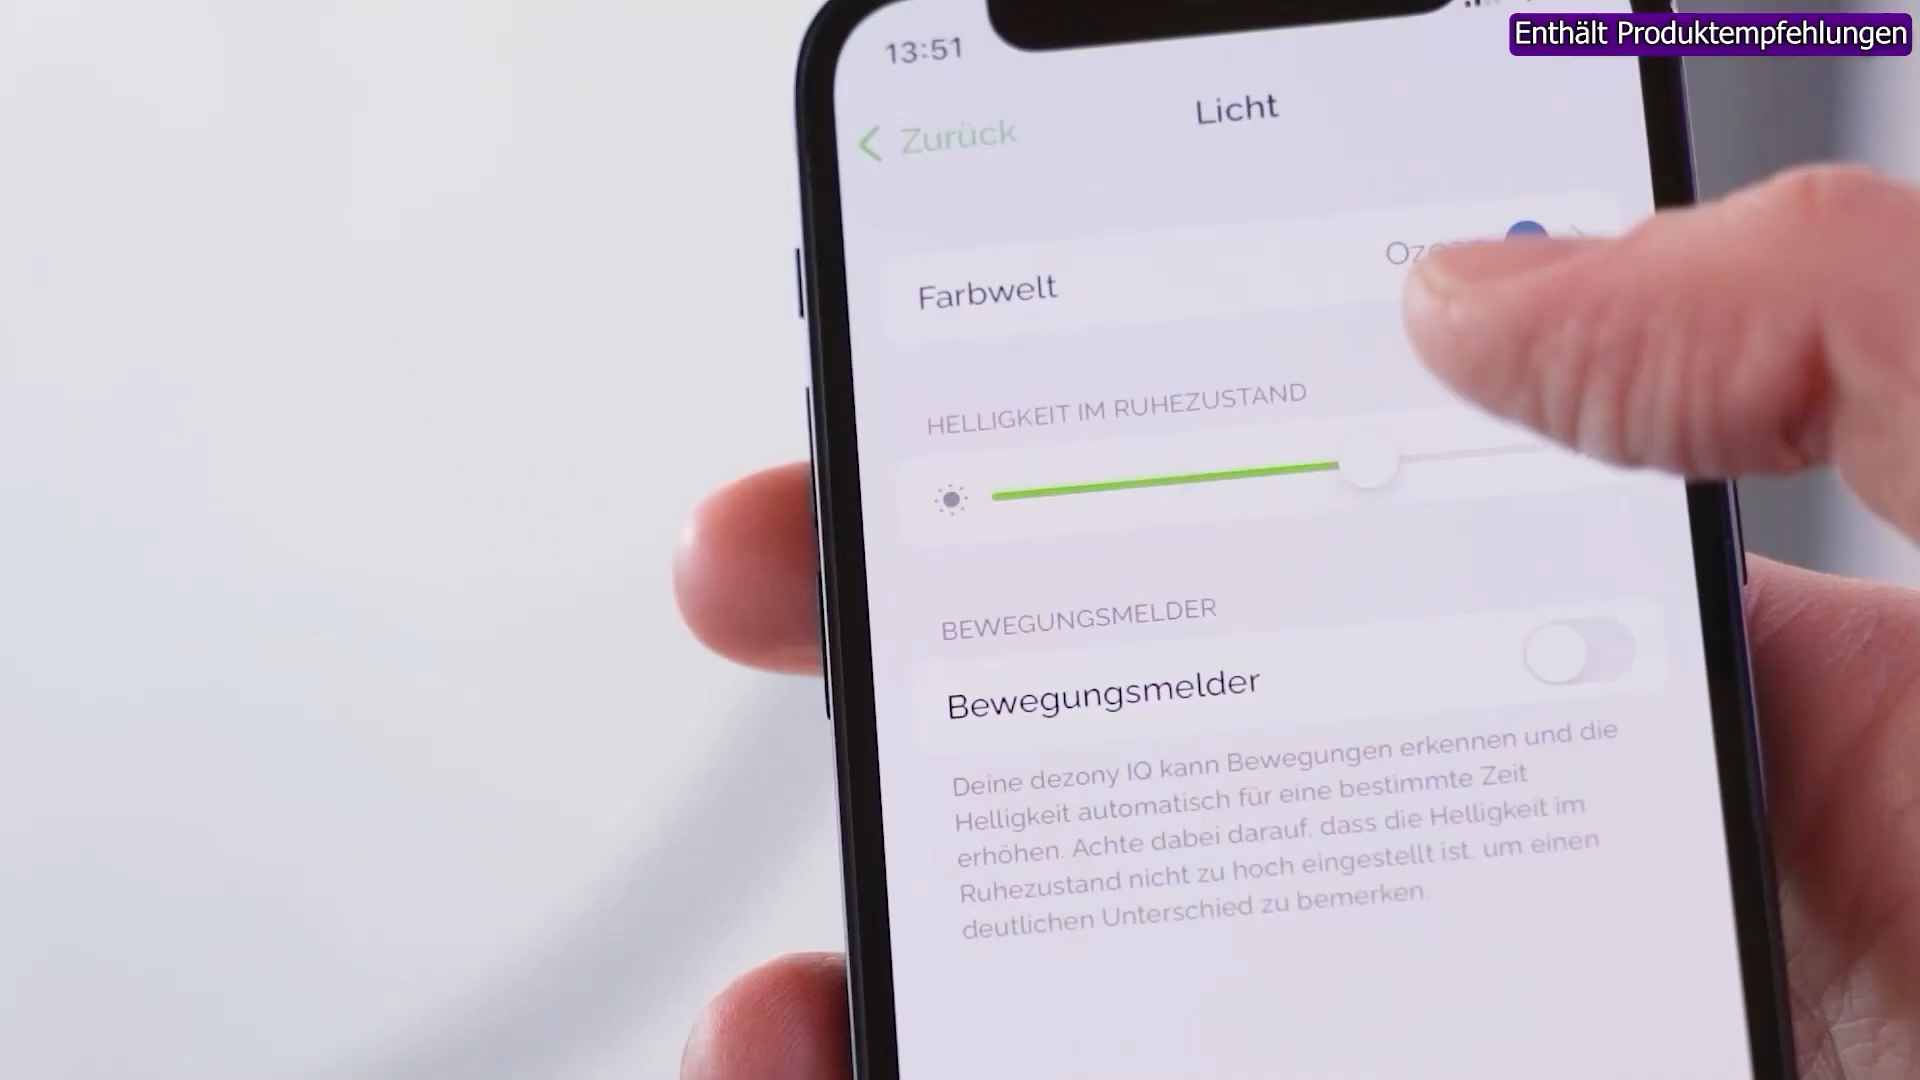 Enthält Produktempfehlungen
13:51
Licht
Zurück
Farbwelt
HELLIGKEIT IM RUHEZUSTAND
BEWEGUNGSMELDER
Bewegungsmelder
Deine dezony IQ kann Bewegungen erkennen und die
Helligkeit automatisch für eine bestimmte Zeit
erhöhen. Achte dabei darauf, dass die Helligkeit im
Ruhezustand nicht zu hoch eingestellt ist, um einen
deutlichen Unterschied zu bemerken.